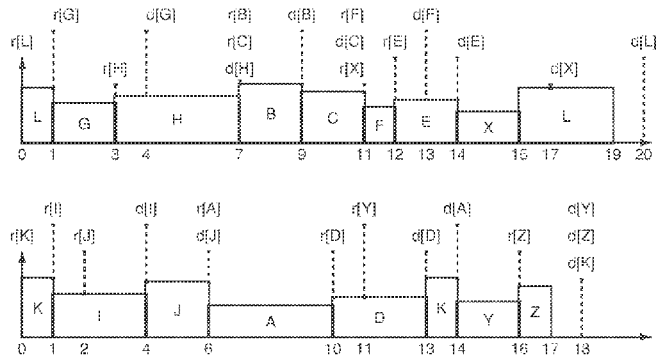 r[G] d[G] r[B] d[B] r[F] d[F]
r[L] r[C] d[C] r[E] d[E] d[L]
r[H] d[H] r[X] d[X]
L G H B C F E X L
0 1 3 4 7 9 11 12 13 14 16 17 19 20
r[I] d[I] r[A] r[Y] d[A] d[Y]
r[K] r[J] d[J] r[D] d[D] r[Z] d[Z]
d[K]
K I J A D K Y Z
0 1 2 4 6 10 11 13 14 16 17 18